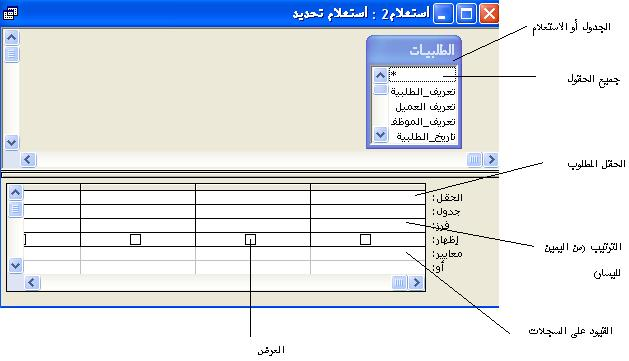 استعلام2 : استعلام تحديد
الجدول أو الاستعلام
الطلبيات
*
جميع الحقول
تعريف_الطلبية
تعريف العميل
تعريف_الموظف
تاريخ_الطلبية
الحقل المطلوب
الحقل:
جدول:
فرز:
إظهار:
معايير:
أو:
الترتيب (من اليمين
لليسار)
القيود على السجلات
العرض